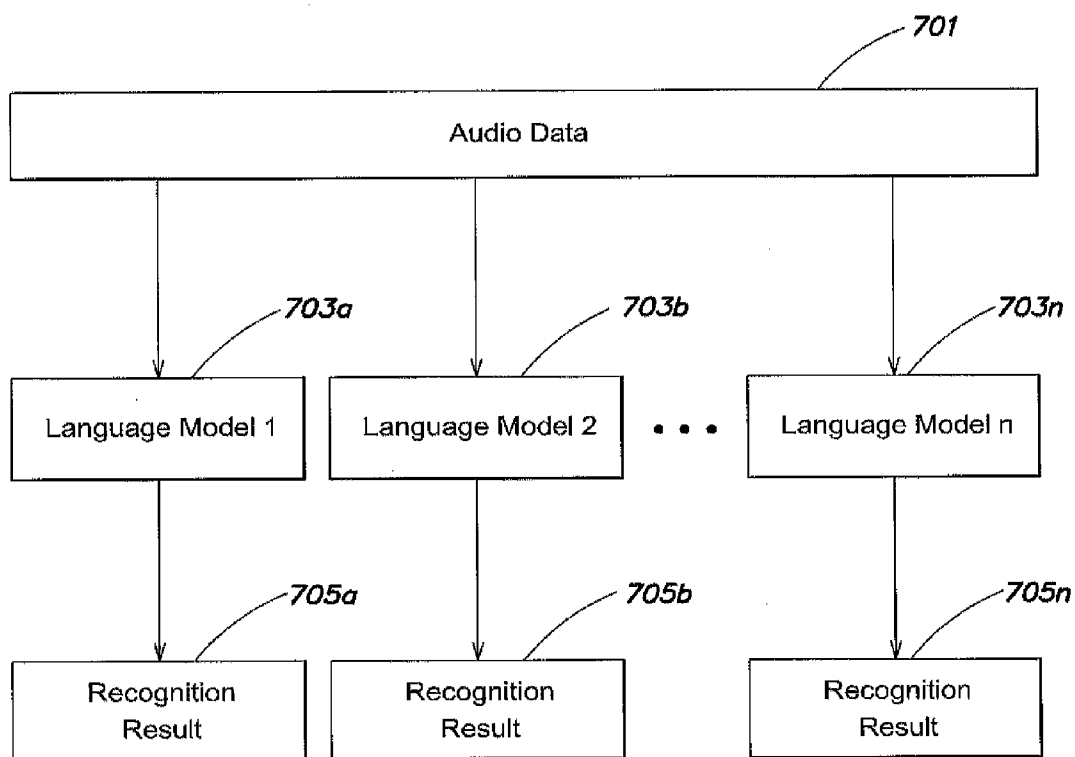 701
Audio Data
703a
703b
703n
Language Model 1
Language Model 2
Language Model n
705a
705b
705n
Recognition
Result
Recognition
Result
Recognition
Result